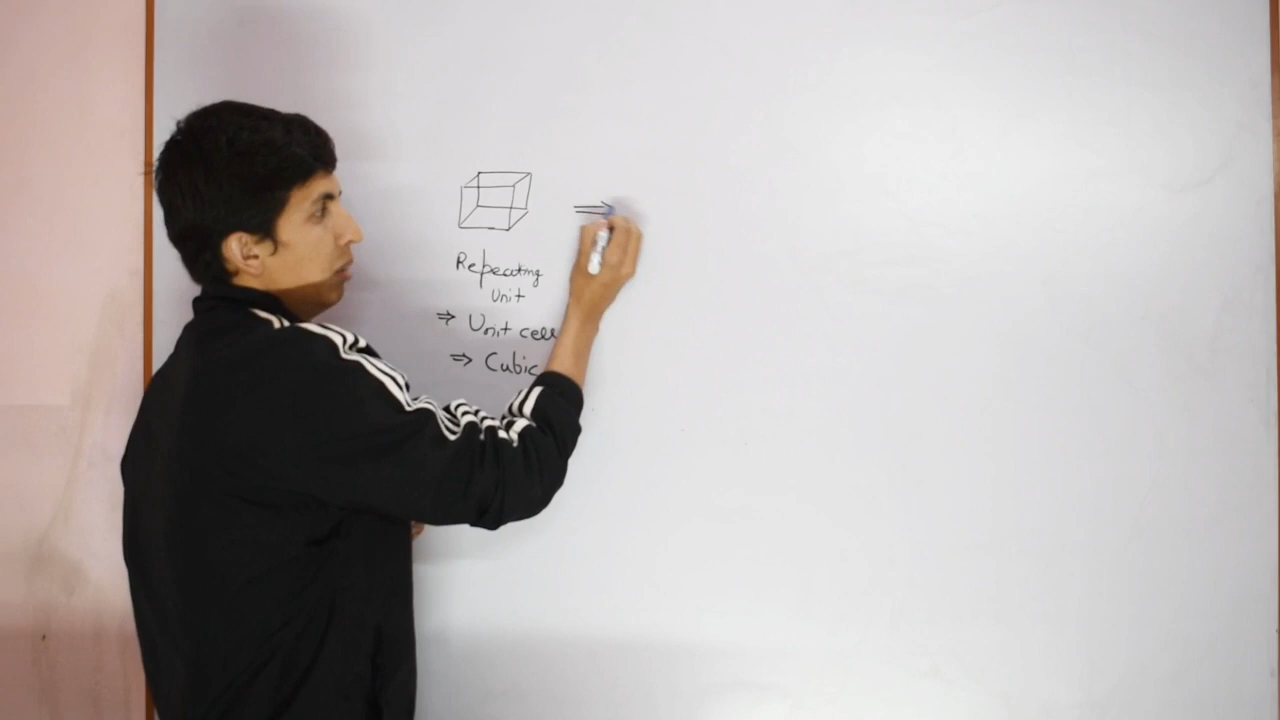 ⇒
Repeating
Unit
⇒ Unit cell
⇒ Cubic